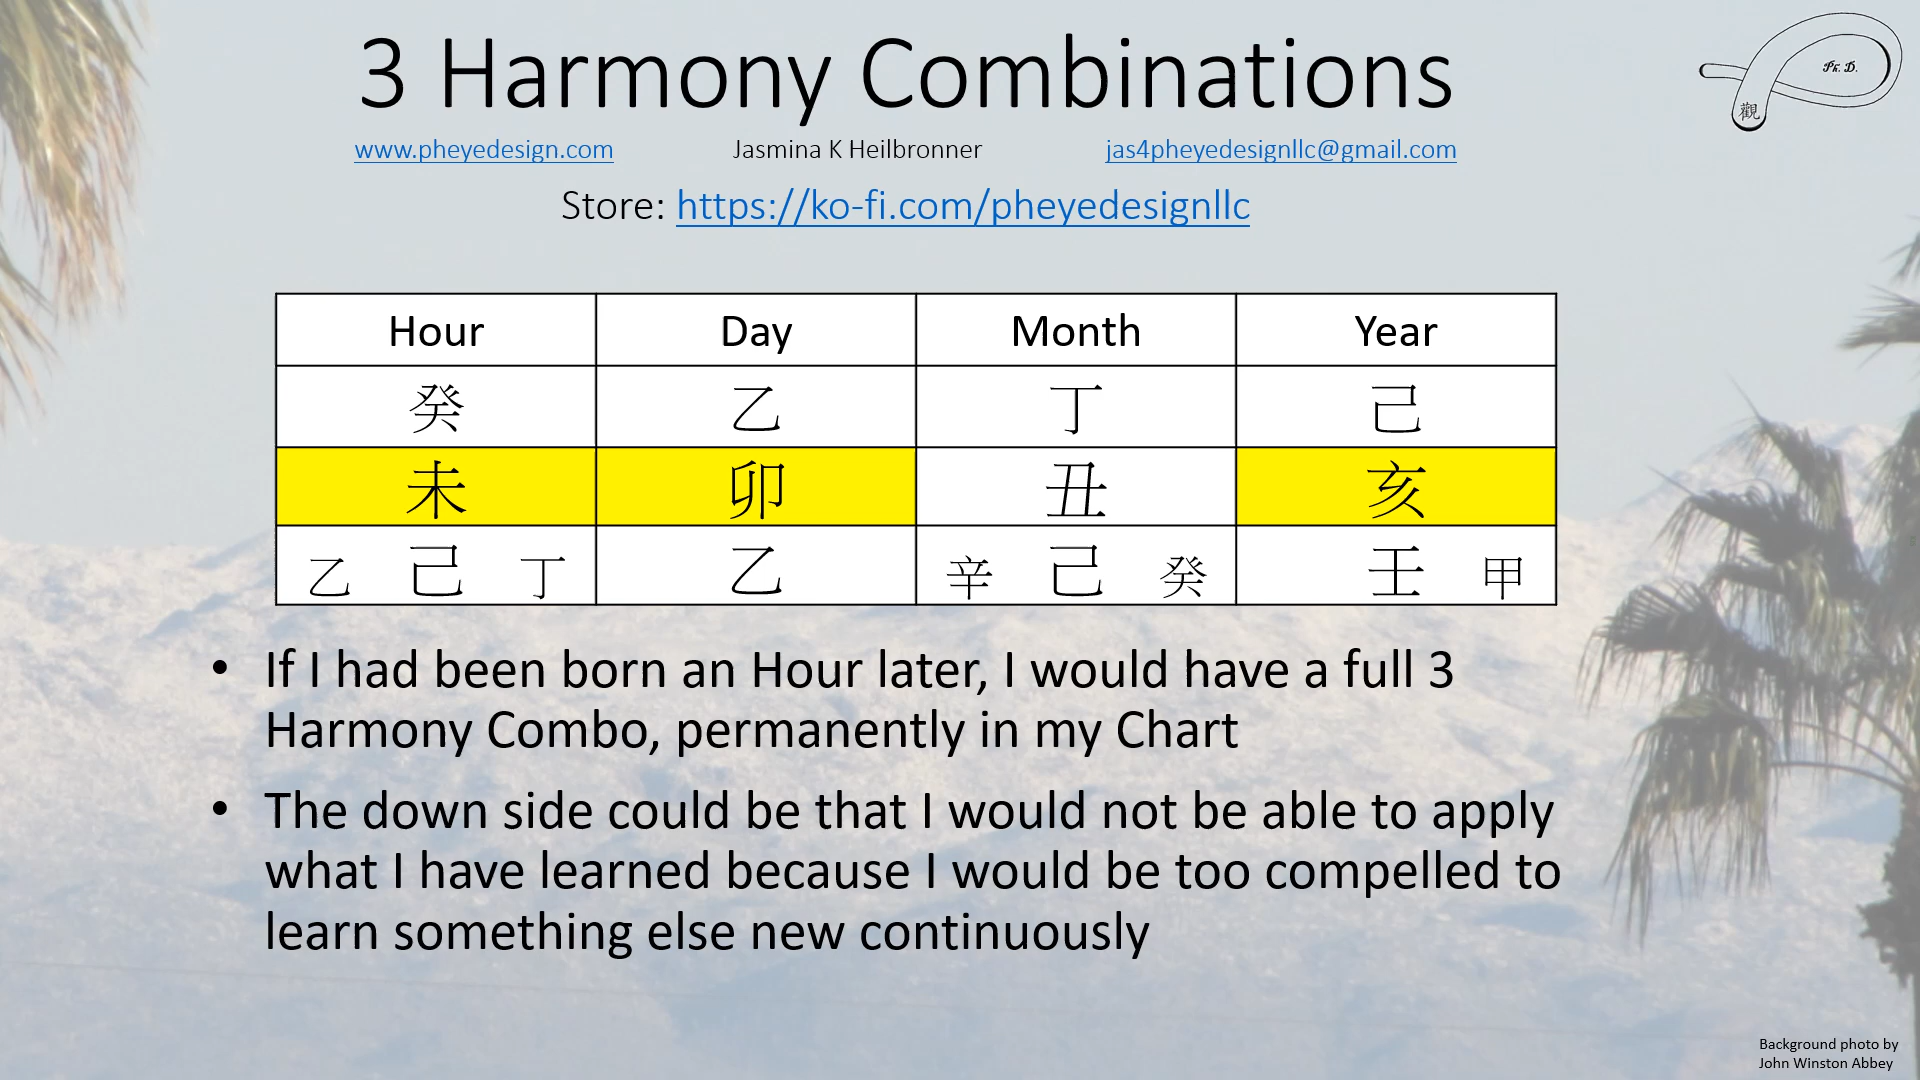 3 Harmony Combinations
Ph. D.
觀
www.pheyedesign.com Jasmina K Heilbronner jas4pheyedesignllc@gmail.com
Store: https://ko-fi.com/pheyedesignllc
Hour Day Month Year
癸 乙 丁 己
未 卯 丑 亥
乙 己 丁 乙 辛 己 癸 壬 甲
• If I had been born an Hour later, I would have a full 3
Harmony Combo, permanently in my Chart
• The down side could be that I would not be able to apply
what I have learned because I would be too compelled to
learn something else new continuously
Background photo by
John Winston Abbey